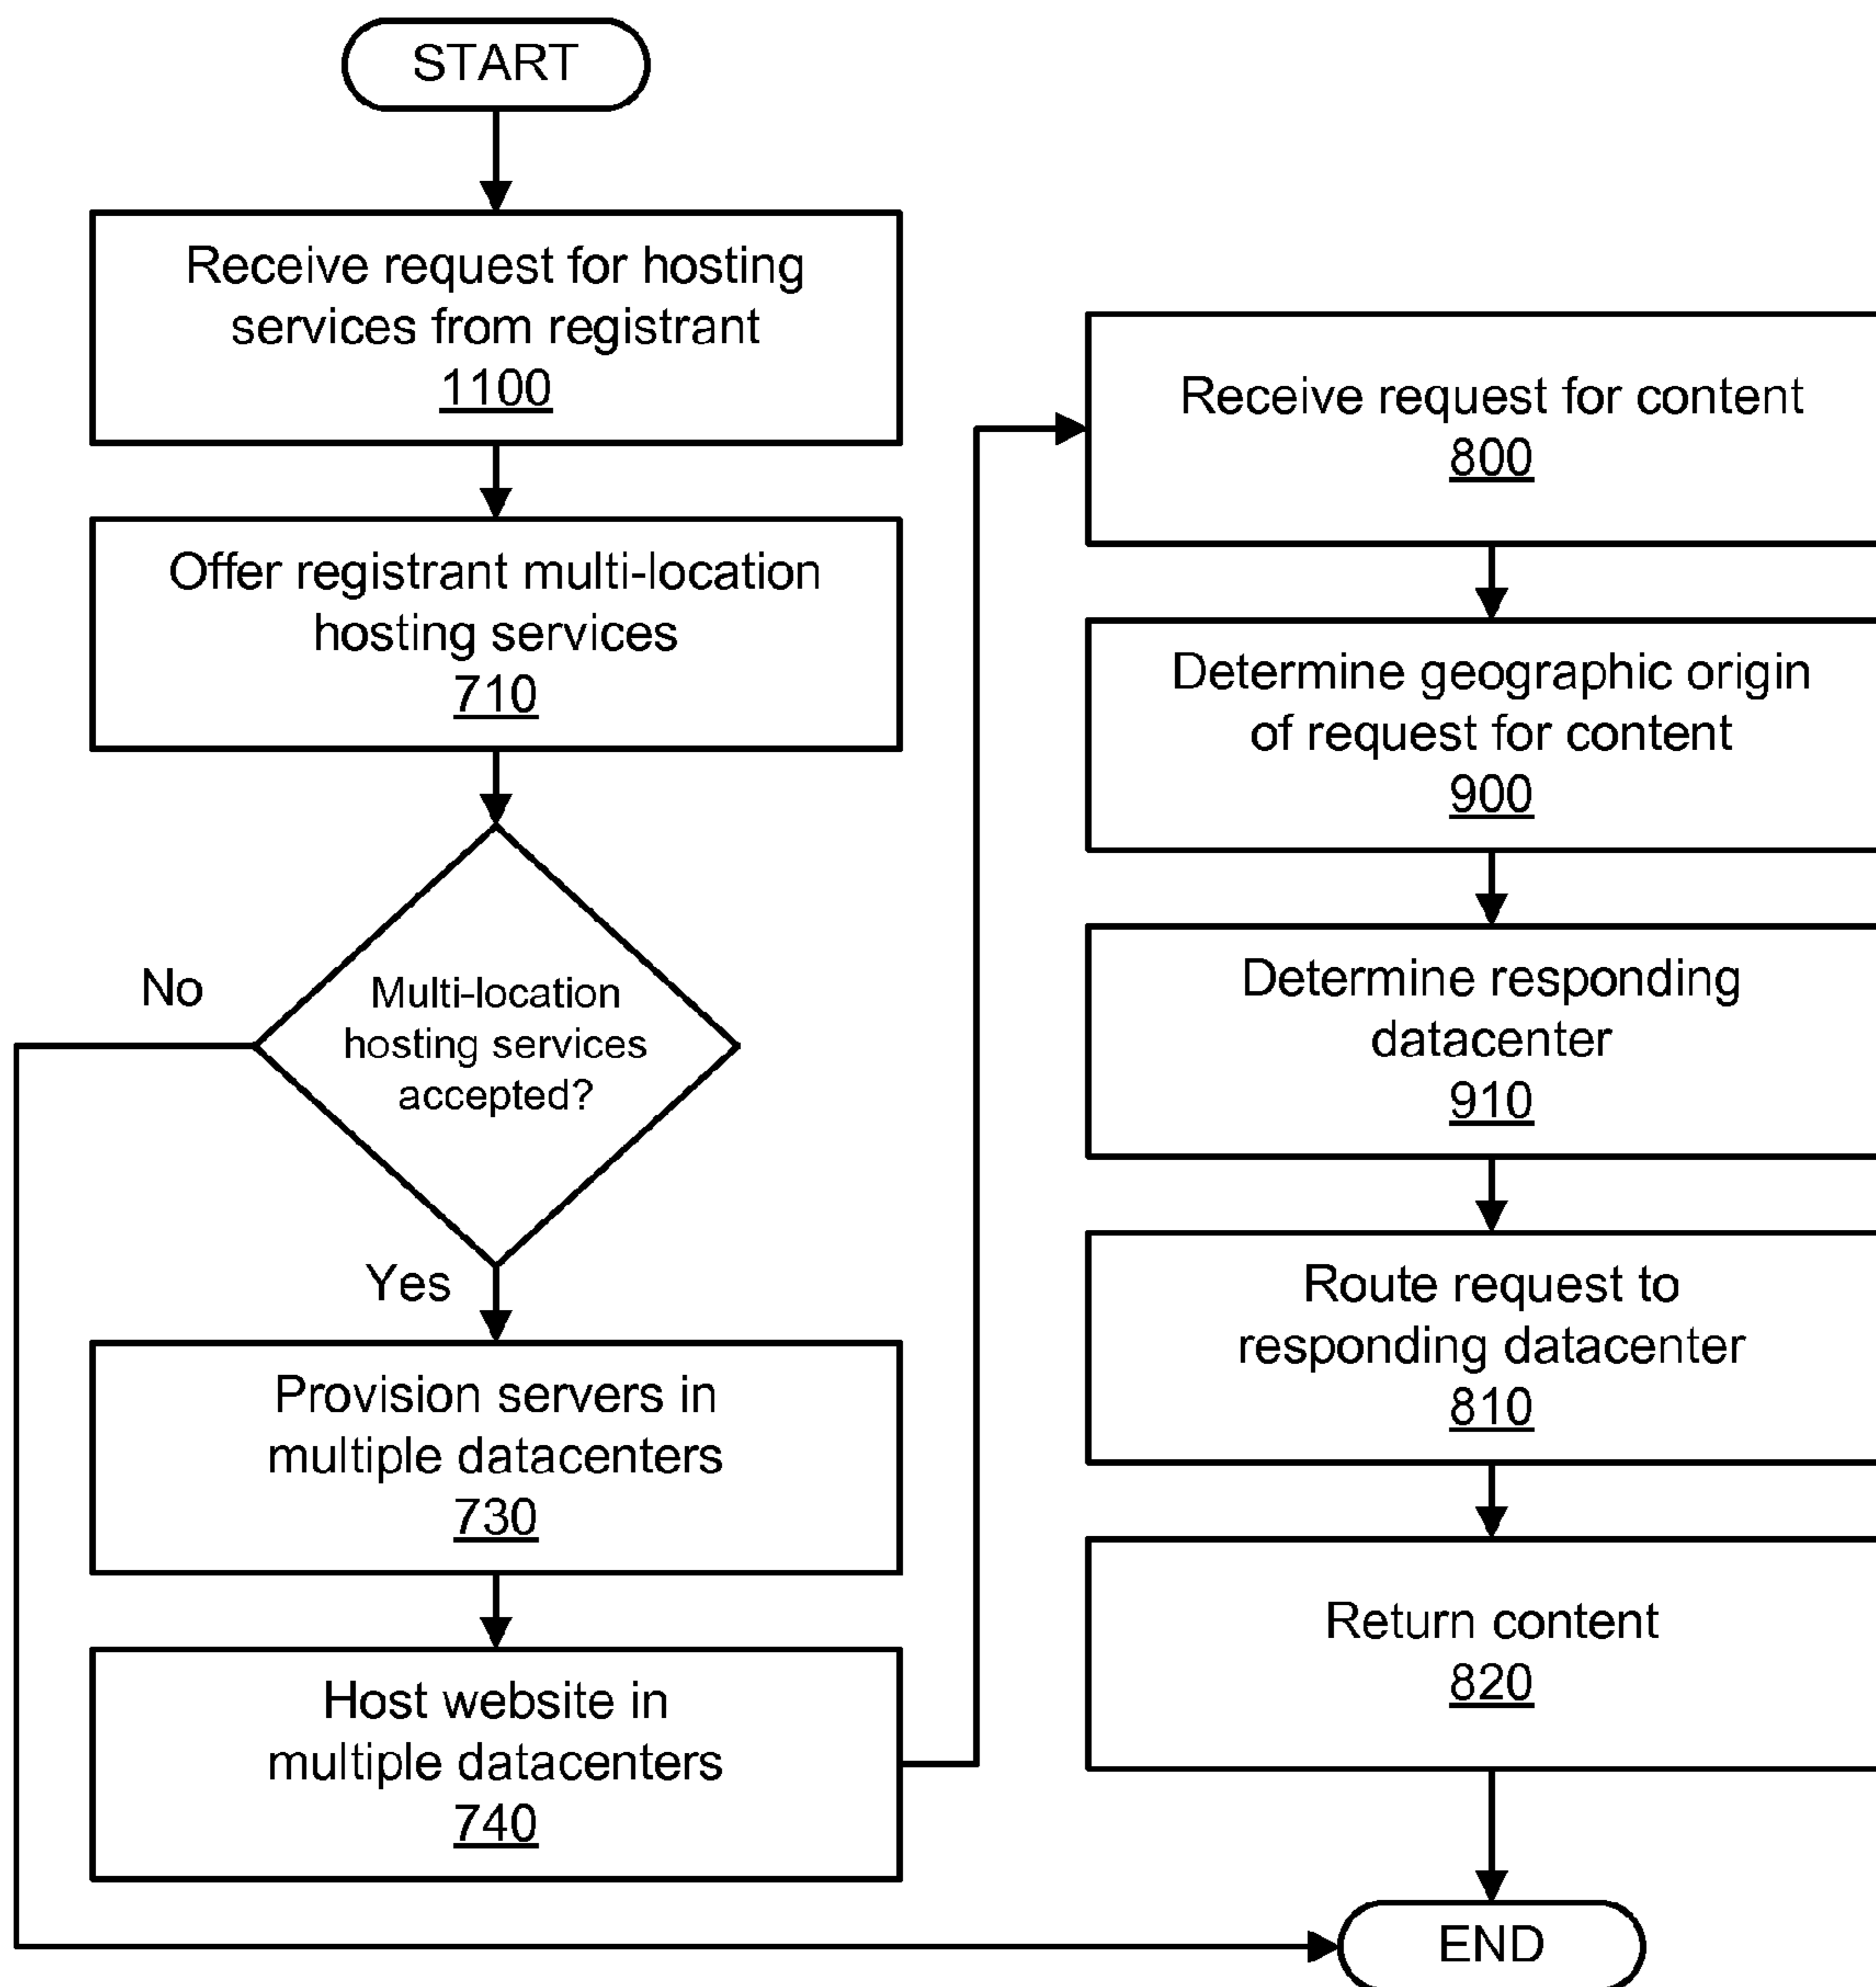 START
Receive request for hosting
services from registrant
1100
Offer registrant multi-location
hosting services
710
No
Multi-location
hosting services
accepted?
Yes
Provision servers in
multiple datacenters
730
Host website in
multiple datacenters
740
Receive request for content
800
Determine geographic origin
of request for content
900
Determine responding
datacenter
910
Route request to
responding datacenter
810
Return content
820
END